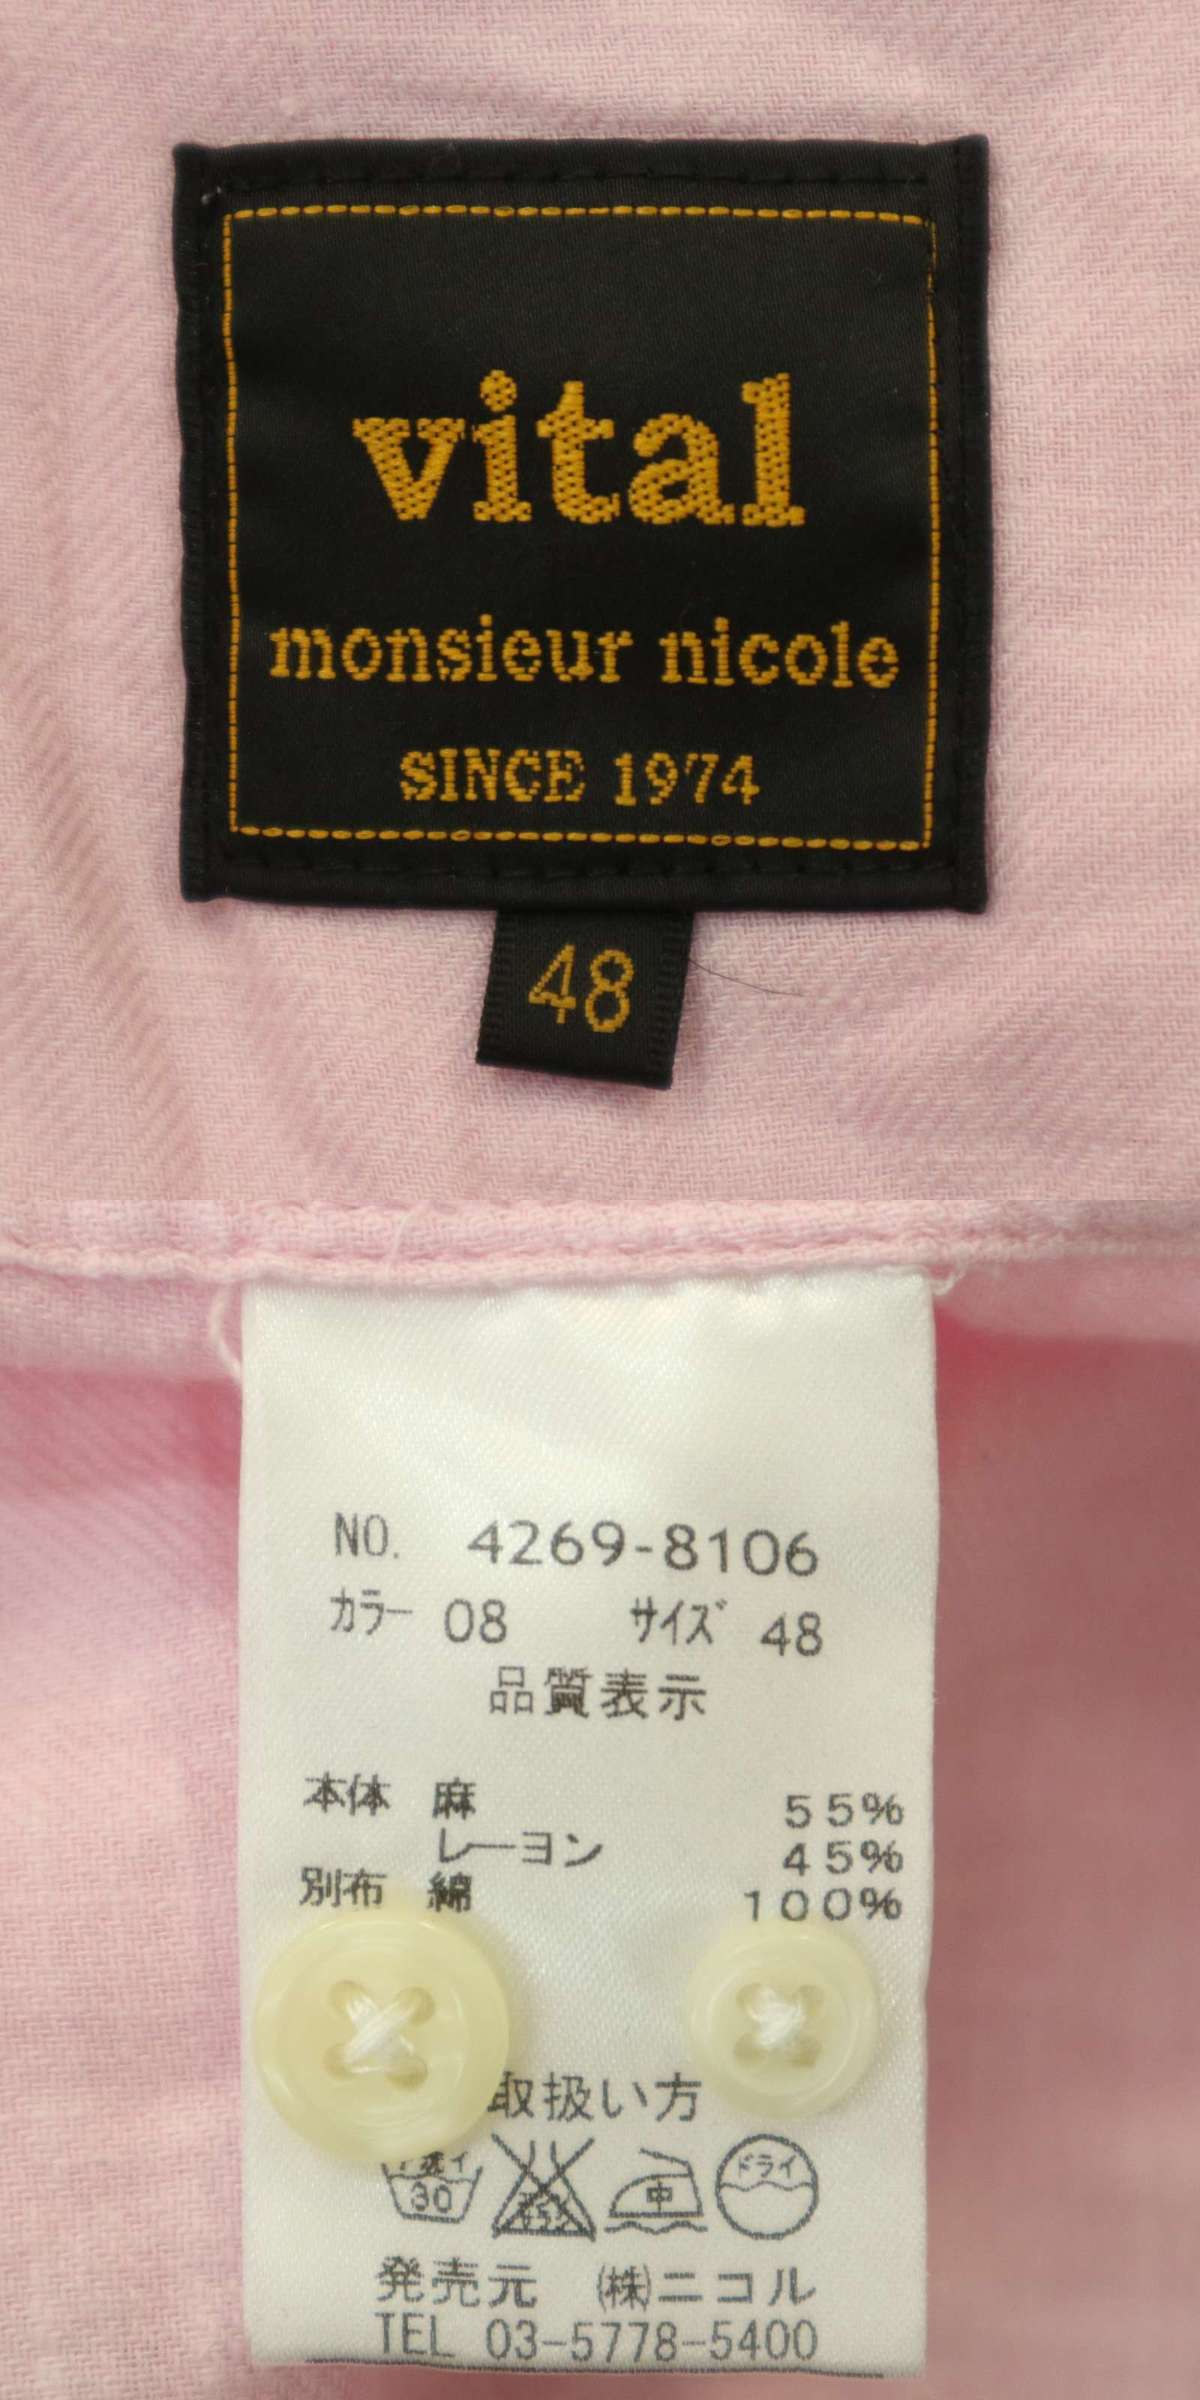 vital
monsieur nicole
SINCE 1974
48
NO. 4269-8106
カラー 08 サイズ 48
品質表示
本体 麻 55%
レーヨン 45%
別布 綿 100%
取扱い方
30 中 ドライ
発売元 ㈱ニコル
TEL 03-5778-5400